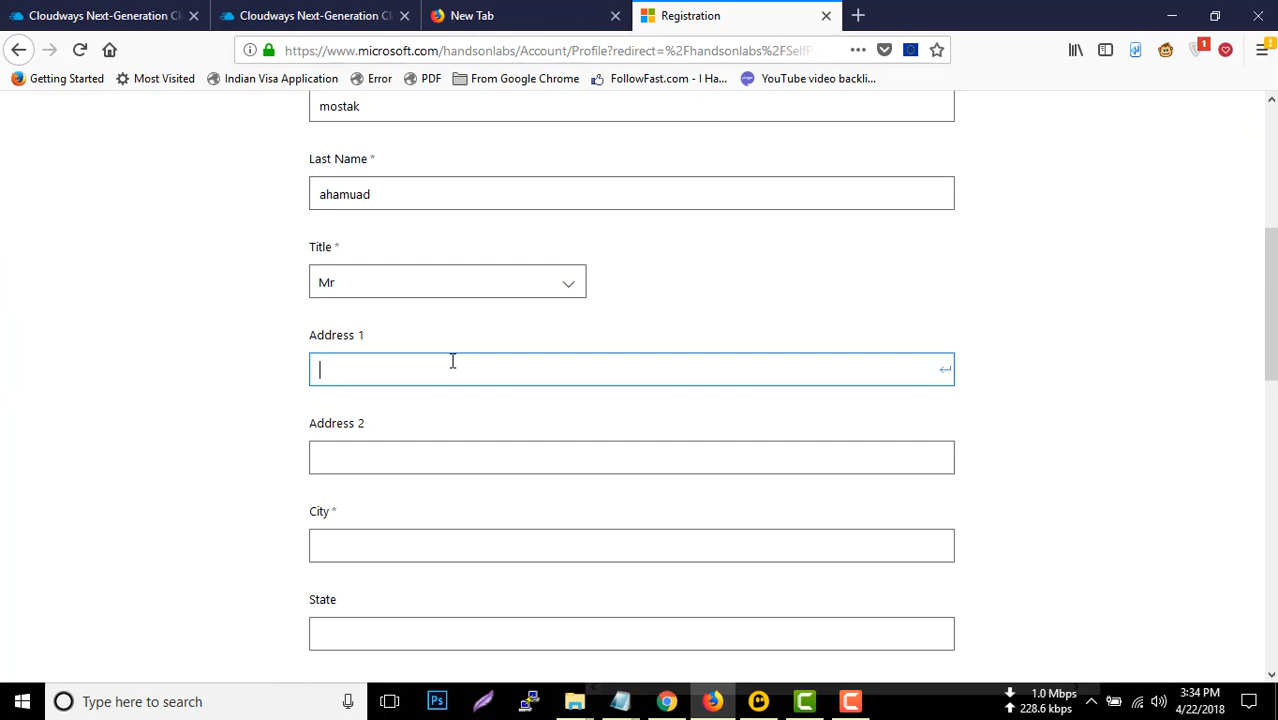 Cloudways Next-Generation Cl
Cloudways Next-Generation Cl
New Tab
Registration
https://www.microsoft.com/handsonlabs/Account/Profile?redirect=%2Fhandsonlabs%2FSelfP
Getting Started
Most Visited
Indian Visa Application
Error
PDF
From Google Chrome
FollowFast.com - I Ha...
YouTube video backli...
1
mostak
Last Name *
ahamuad
Title *
Mr
Address 1
Address 2
City *
State
Type here to search
Ps
1.0 Mbps
228.6 kbps
3:34 PM
4/22/2018